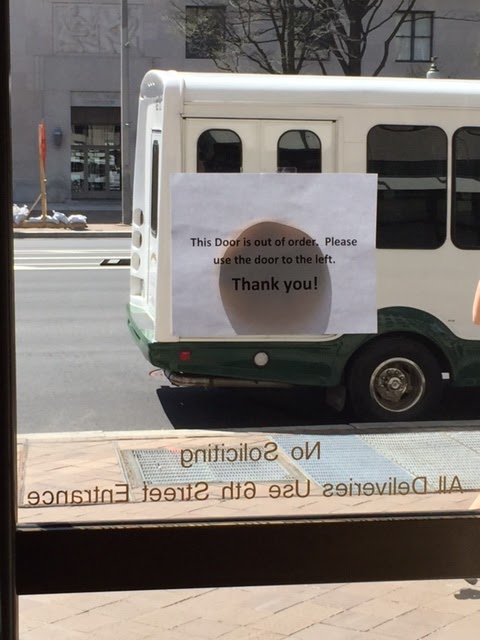 This Door is out of order. Please
use the door to the left.
Thank you!
No Soliciting
All Deliveries Use 6th Street Entrance